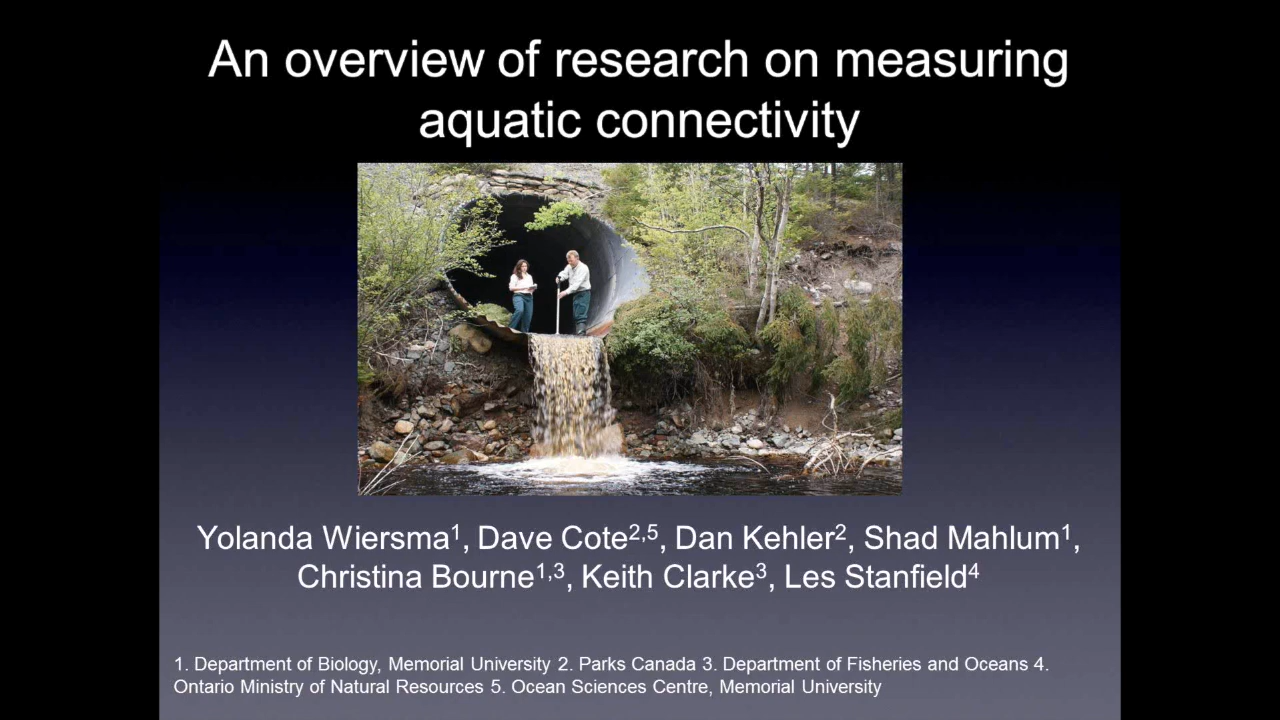 An overview of research on measuring
aquatic connectivity
Yolanda Wiersma1, Dave Cote2,5, Dan Kehler2, Shad Mahlum1,
Christina Bourne1,3, Keith Clarke3, Les Stanfield4
1. Department of Biology, Memorial University 2. Parks Canada 3. Department of Fisheries and Oceans 4.
Ontario Ministry of Natural Resources 5. Ocean Sciences Centre, Memorial University